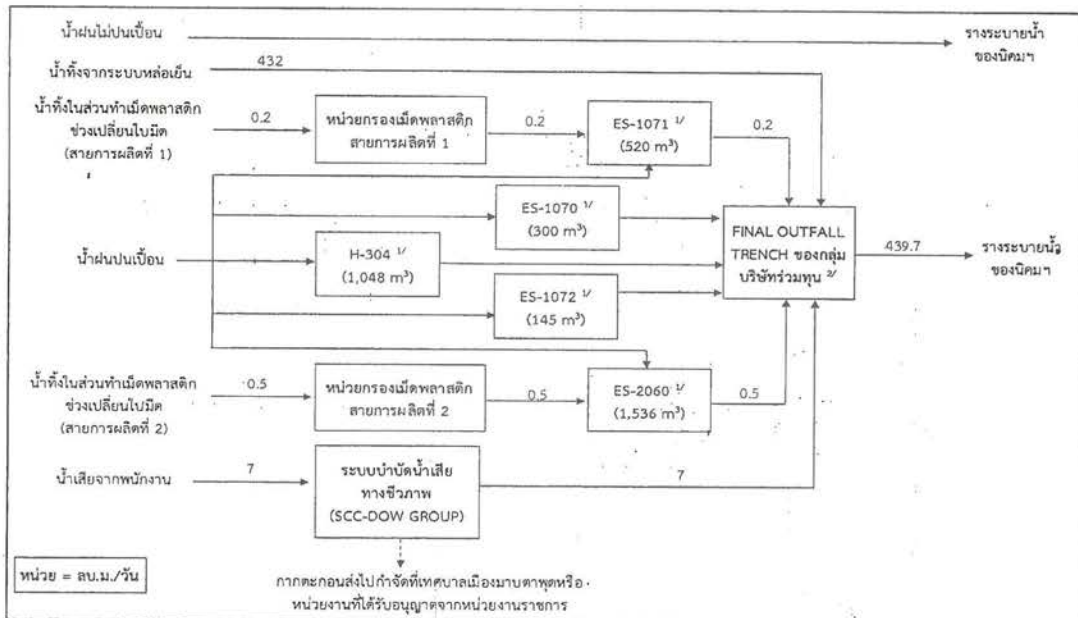 น้ำฝนไม่ปนเปื้อน
รางระบายน้ำ
ของนิคมฯ
น้ำทิ้งจากระบบหล่อเย็น
432
น้ำทิ้งในส่วนทำเม็ดพลาสติก
ช่วงเปลี่ยนใบมีด
(สายการผลิตที่ 1)
0.2
หน่วยกรองเม็ดพลาสติก
สายการผลิตที่ 1
0.2
ES-1071 1/
(520 m³)
0.2
ES-1070 1/
(300 m³)
น้ำฝนปนเปื้อน
H-304 1/
(1,048 m³)
ES-1072 1/
(145 m³)
FINAL OUTFALL
TRENCH ของกลุ่ม
บริษัทร่วมทุน 2/
439.7
รางระบายน้ำ
ของนิคมฯ
น้ำทิ้งในส่วนทำเม็ดพลาสติก
ช่วงเปลี่ยนใบมีด
(สายการผลิตที่ 2)
0.5
หน่วยกรองเม็ดพลาสติก
สายการผลิตที่ 2
0.5
ES-2060 1/
(1,536 m³)
0.5
น้ำเสียจากพนักงาน
7
ระบบบำบัดน้ำเสีย
ทางชีวภาพ
(SCC-DOW GROUP)
7
หน่วย = ลบ.ม./วัน
กากตะกอนส่งไปกำจัดที่เทศบาลเมืองมาบตาพุดหรือ
หน่วยงานที่ได้รับอนุญาตจากหน่วยงานราชการ